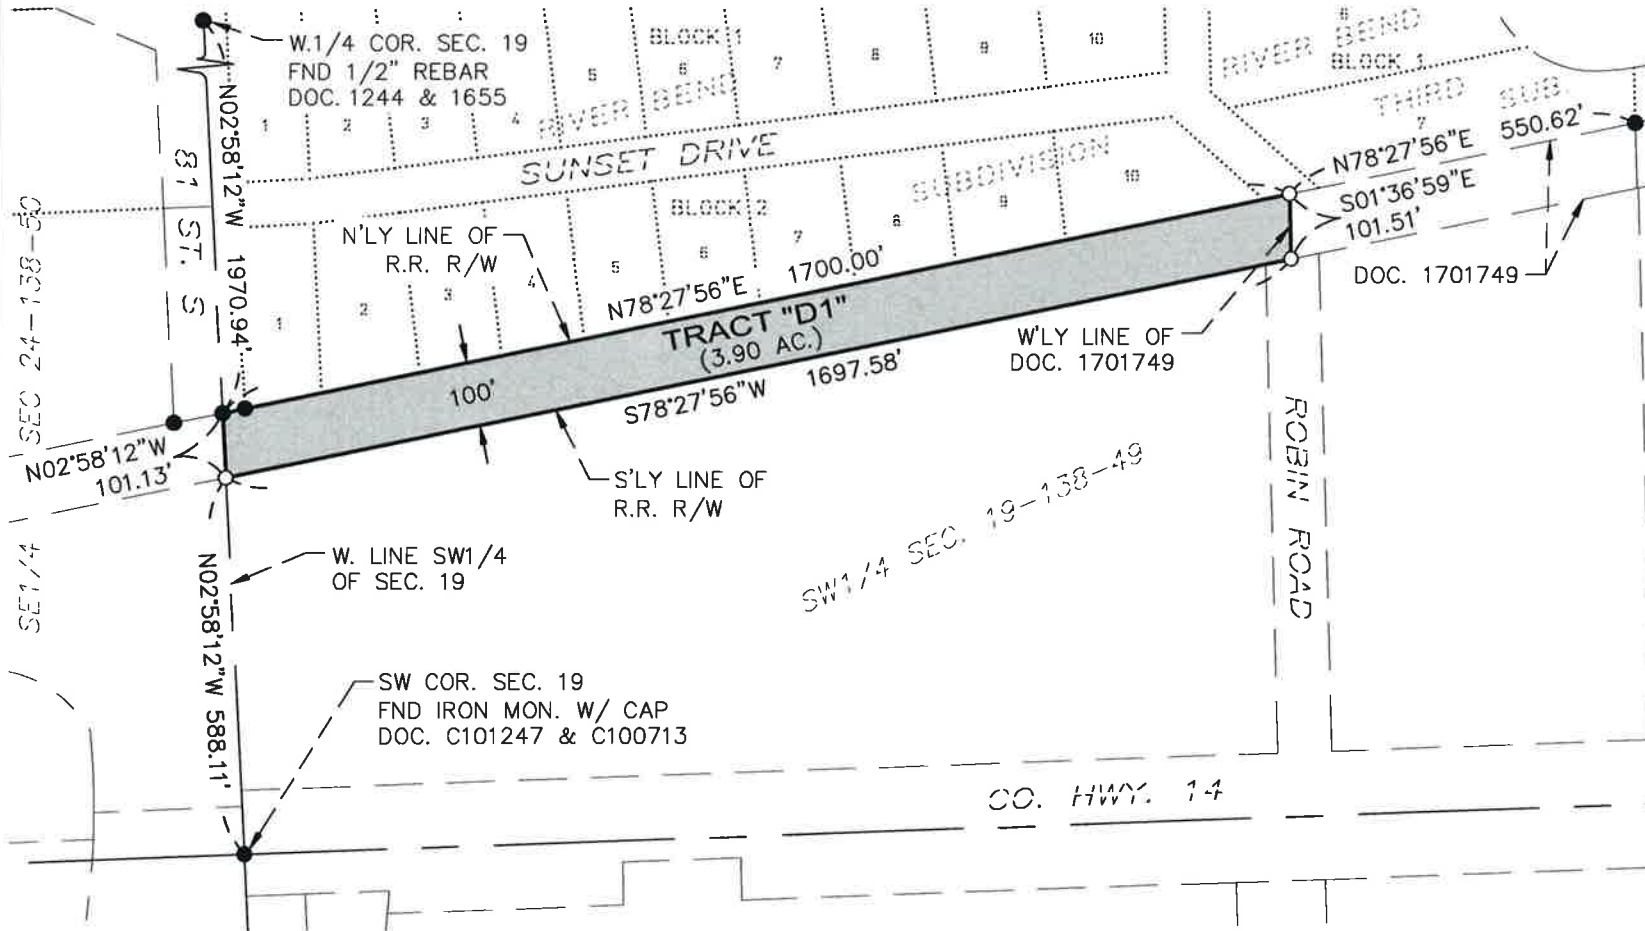 W.1/4 COR. SEC. 19
FND 1/2" REBAR
DOC. 1244 & 1655
N02°58'12"W 1970.94'
81 ST. S
SEC 24-138-50
SE1/4
BLOCK 1
1 2 3 4 5 6 7 8 9 10
RIVER BEND
SUNSET DRIVE
SUBDIVISION
BLOCK 2
1 2 3 4 5 6 7 8 9 10
RIVER BEND
8
BLOCK 1
THIRD SUB.
7
N78°27'56"E 550.62'
S01°36'59"E
101.51'
DOC. 1701749
N'LY LINE OF
R.R. R/W
N78°27'56"E 1700.00'
TRACT "D1"
(3.90 AC.)
100'
S78°27'56"W 1697.58'
W'LY LINE OF
DOC. 1701749
N02°58'12"W
101.13'
S'LY LINE OF
R.R. R/W
W. LINE SW1/4
OF SEC. 19
SW1/4 SEC. 19-138-49
ROBIN ROAD
N02°58'12"W 588.11'
SW COR. SEC. 19
FND IRON MON. W/ CAP
DOC. C101247 & C100713
CO. HWY. 14